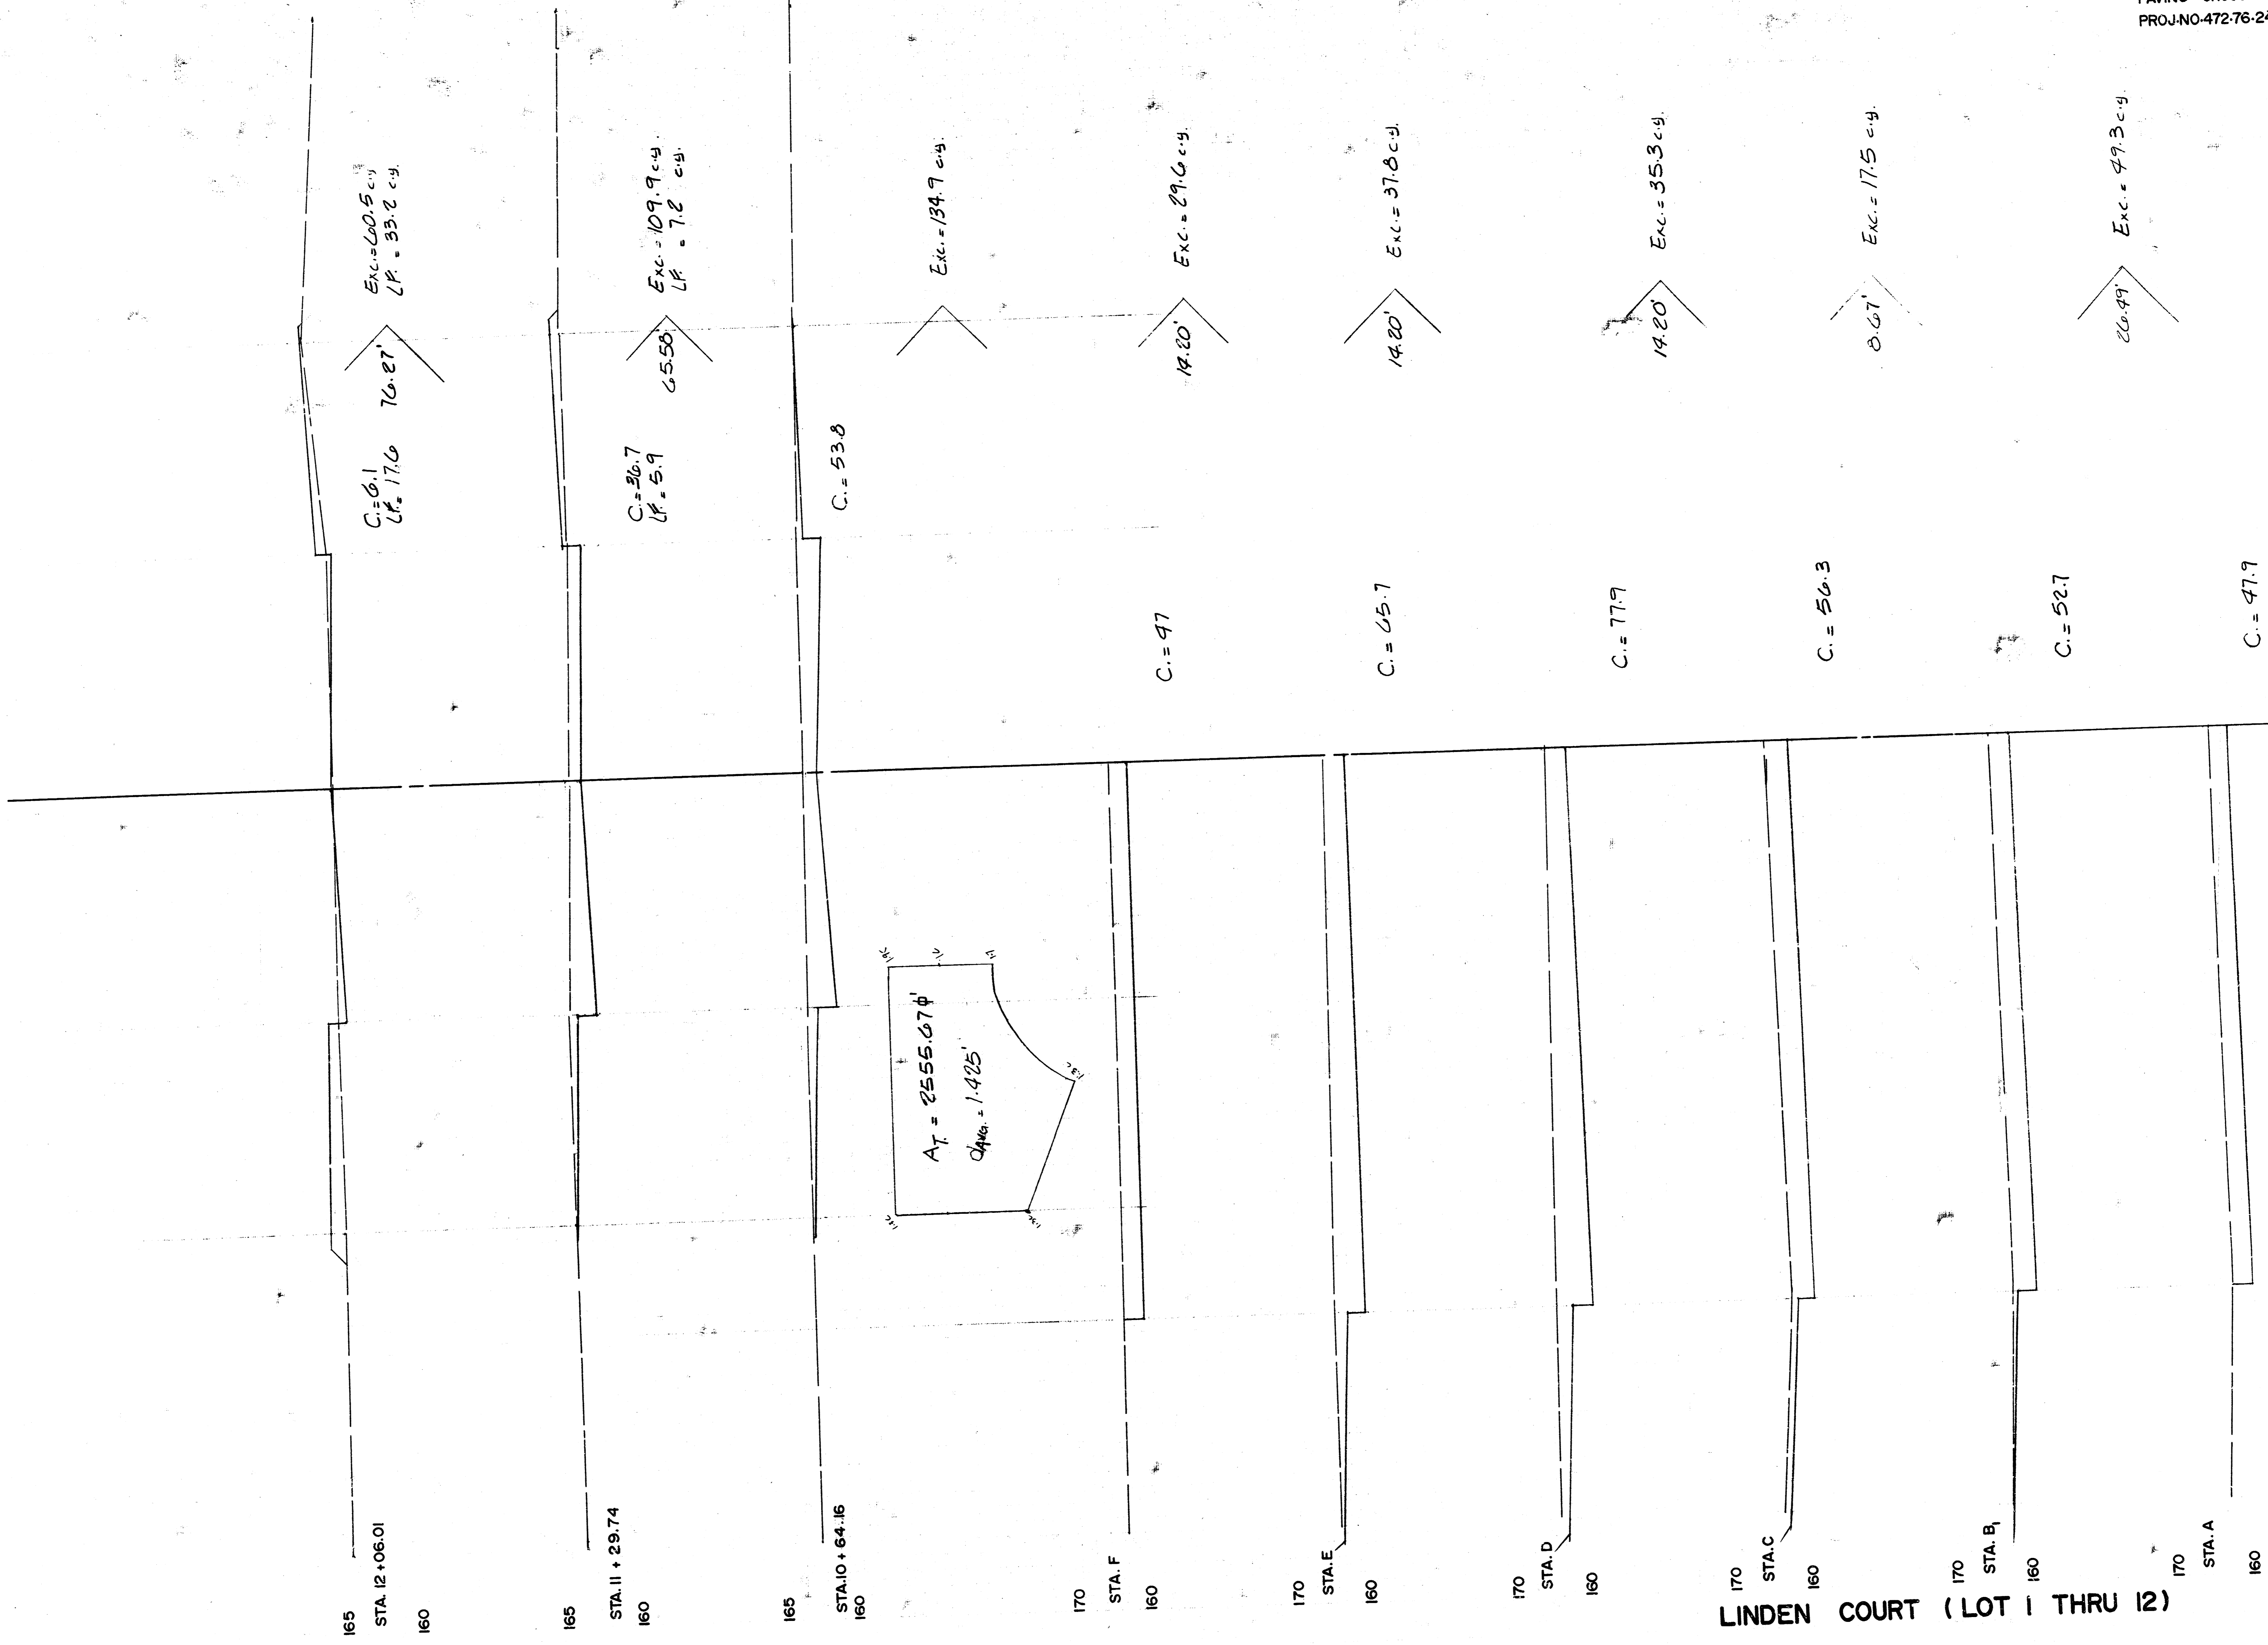 PROJ·NO·472·76·24
165
STA. 12+06.01
160
C.=6.1
L.F.=17.6
76.27'
Exc.=60.5 c.y.
L.F. = 33.2 c.y.
165
STA. 11 + 29.74
160
C.=36.7
L.F.=5.9
65.58'
Exc.=109.9 c.y.
L.F. = 7.2 c.y.
165
STA.10+64.16
160
C.=53.8
Exc.=134.9 c.y.
AT. = 2555.67 ф'
dAVG. = 1.425'
1.3c
170
STA. F
160
C.=47
14.20'
Exc.=29.6 c.y.
170
STA.E
160
C.=65.7
14.20'
Exc.=37.8 c.y.
170
STA. D
160
C.=77.9
14.20'
Exc.=35.3 c.y.
170
STA.C
160
C.=56.3
8.67'
Exc.=17.5 c.y.
170
STA. B1
160
C.=52.7
26.49'
Exc.=49.3 c.y.
170
STA. A
160
C.=47.9
LINDEN COURT (LOT 1 THRU 12)